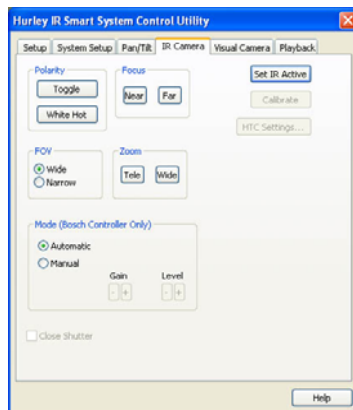 Hurley IR Smart System Control Utility
Setup System Setup Pan/Tilt IR Camera Visual Camera Playback
Polarity Focus
Toggle
White Hot
Near Far
Set IR Active
Calibrate
HTC Settings...
FOV Zoom
Wide
Narrow
Tele Wide
Mode (Bosch Controller Only)
Automatic
Manual
Gain Level
- + - +
Close Shutter
Help